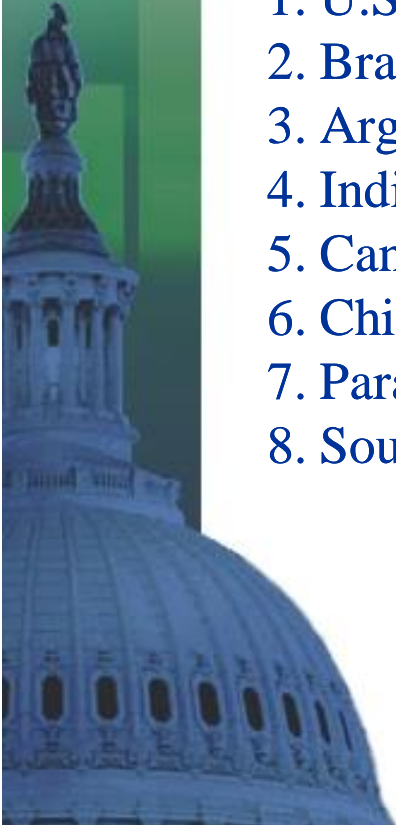 1. U.S
2. Bra
3. Arg
4. Indi
5. Can
6. Chi
7. Para
8. Sou